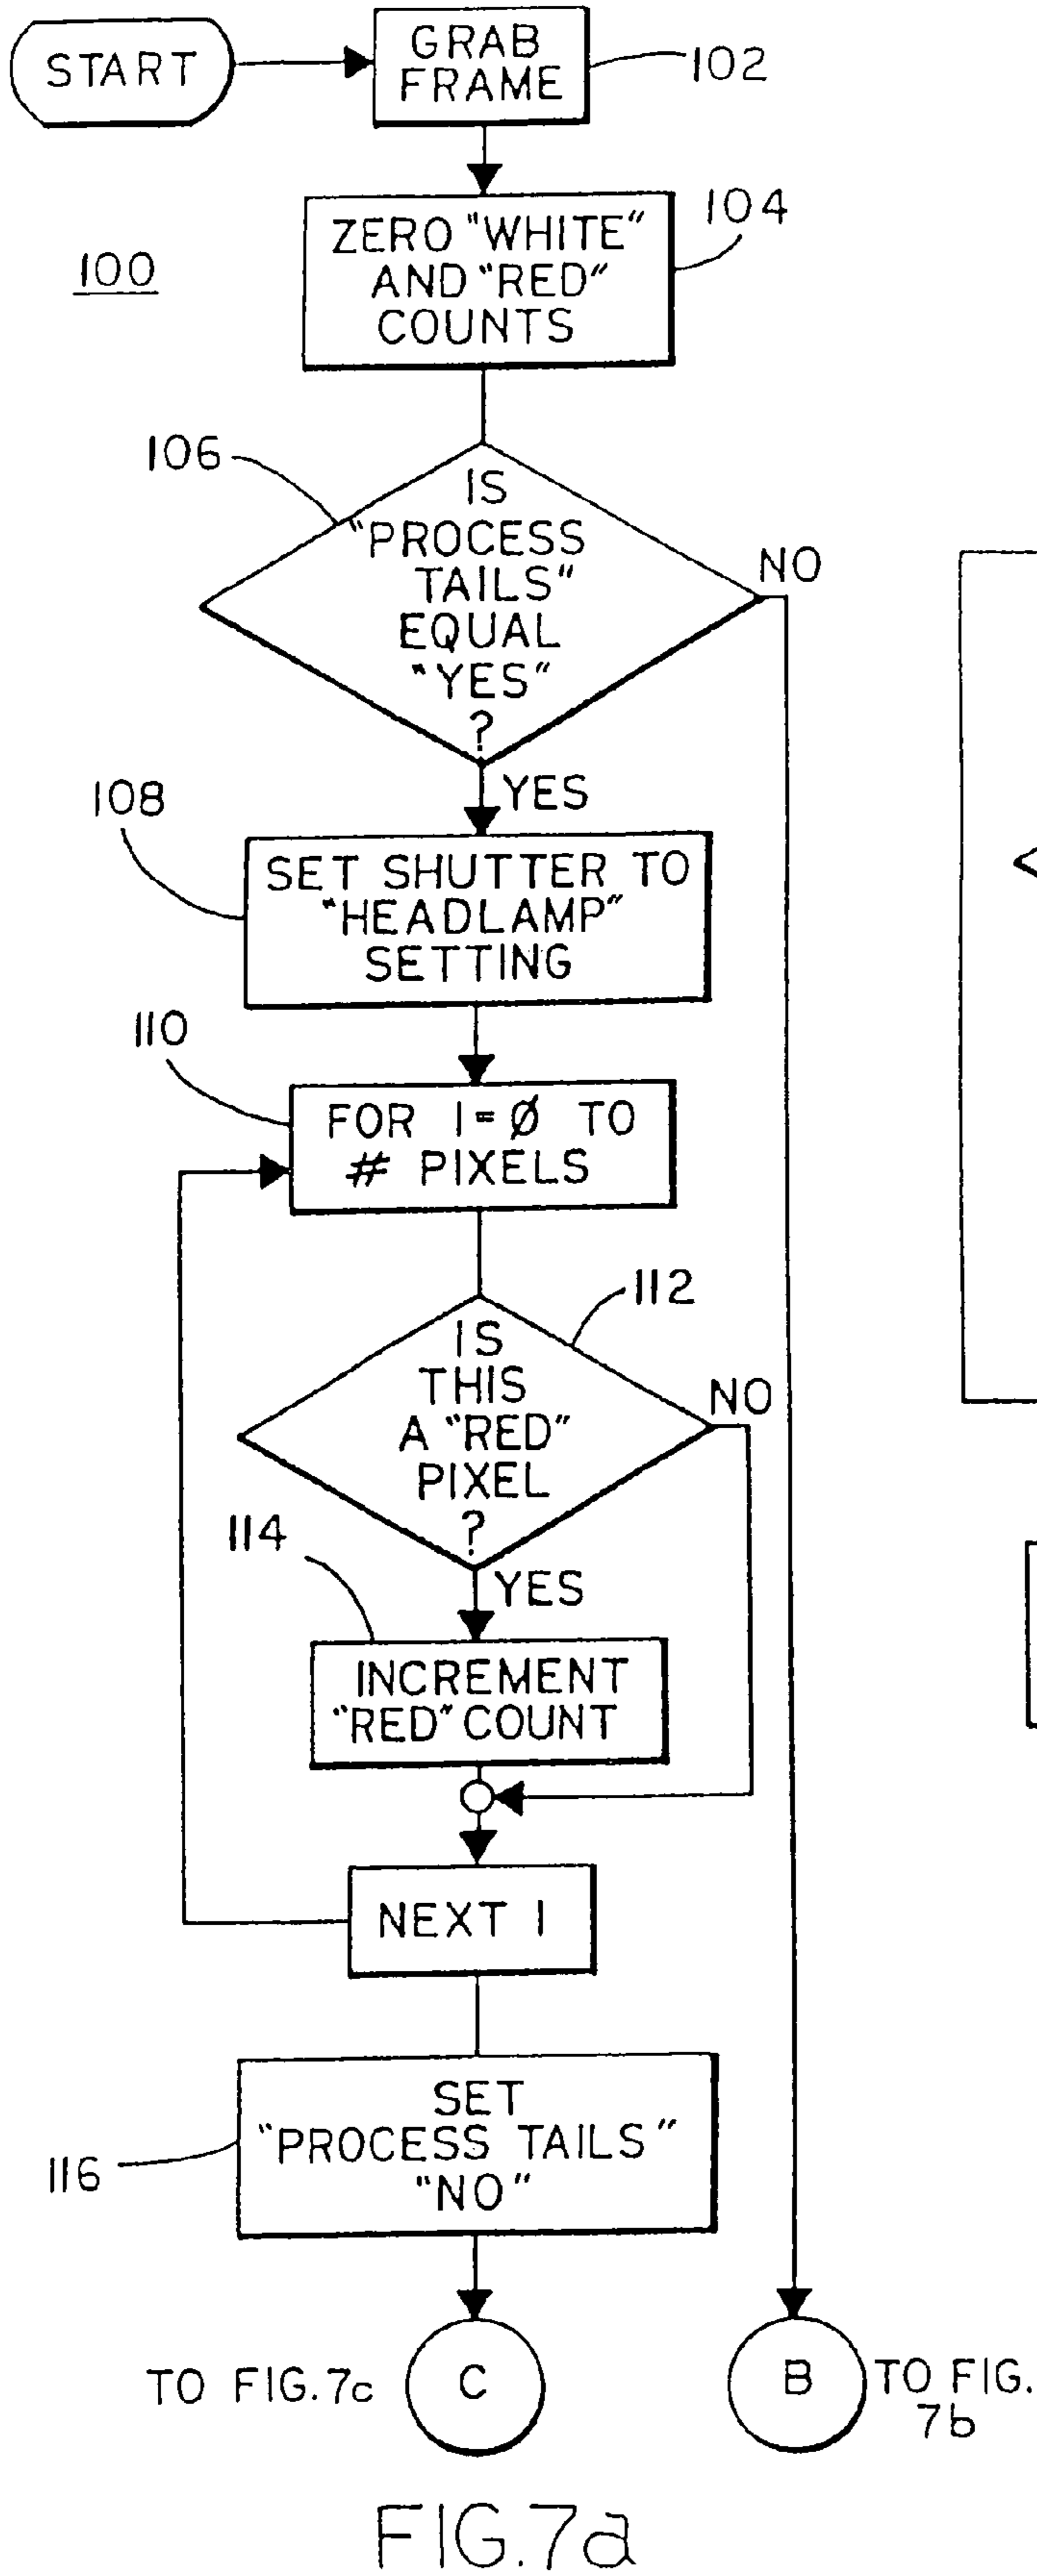 START
GRAB
FRAME
102
ZERO "WHITE"
AND "RED"
COUNTS
104
100
106
IS
"PROCESS
TAILS"
EQUAL
"YES"
?
NO
YES
108
SET SHUTTER TO
"HEADLAMP"
SETTING
110
FOR I=Ø TO
# PIXELS
112
IS
THIS
A "RED"
PIXEL
?
NO
YES
114
INCREMENT
"RED" COUNT
NEXT I
SET
"PROCESS TAILS"
"NO"
116
TO FIG.7c
C
B
TO FIG.
7b
FIG.7a